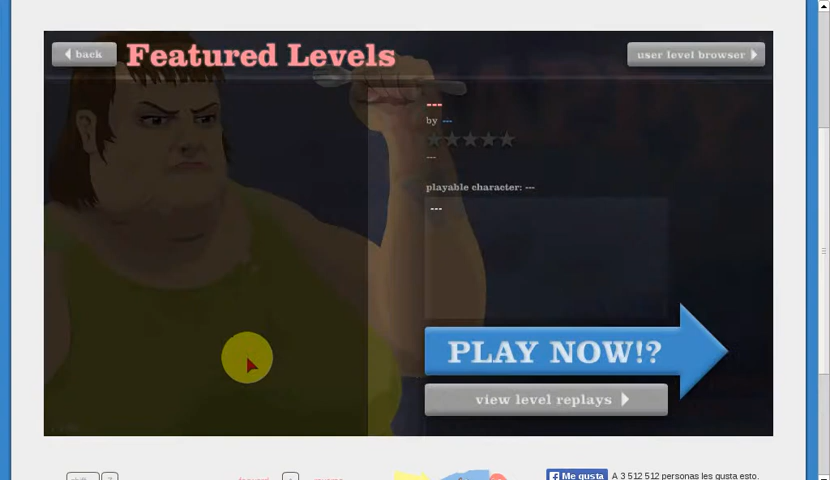 back
Featured Levels
user level browser
---
by ---
---
playable character: ---
---
PLAY NOW!?
view level replays
Me gusta A 3 512 512 personas les gusta esto.